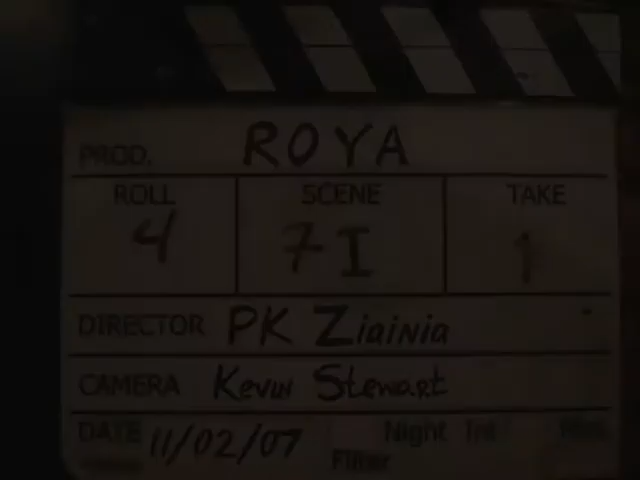 PROD. ROYA
ROLL SCENE TAKE
4 7I 1
DIRECTOR PK Ziainia
CAMERA Kevin Stewart
DATE 11/02/07 Night Int
Filter